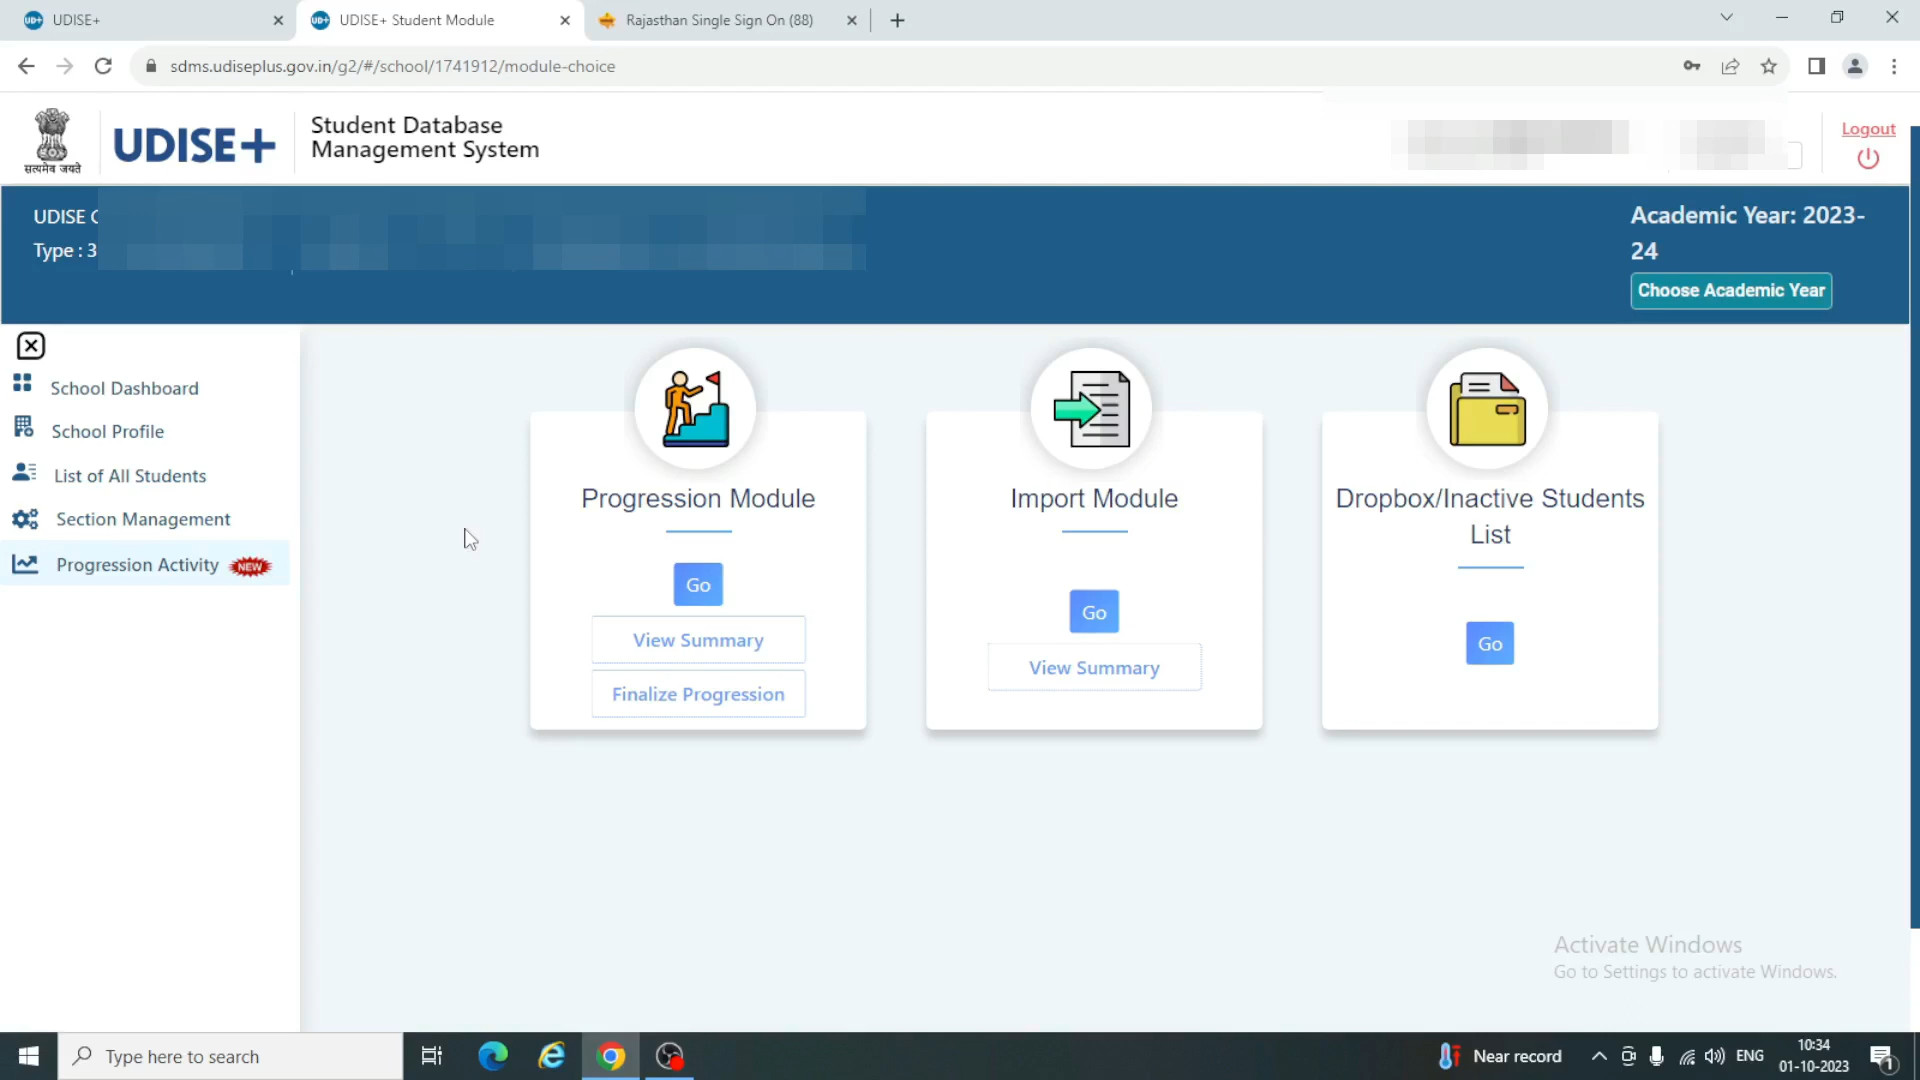 UDISE+
UDISE+ Student Module
Rajasthan Single Sign On (88)
sdms.udiseplus.gov.in/g2/#/school/1741912/module-choice
सत्यमेव जयते
UDISE+
Student Database
Management System
Logout
UDISE
Type : 3
Academic Year: 2023-
24
Choose Academic Year
School Dashboard
School Profile
List of All Students
Section Management
Progression Activity NEW
Progression Module
Go
View Summary
Finalize Progression
Import Module
Go
View Summary
Dropbox/Inactive Students
List
Go
Activate Windows
Go to Settings to activate Windows.
Type here to search
Near record
ENG
10:34
01-10-2023
1